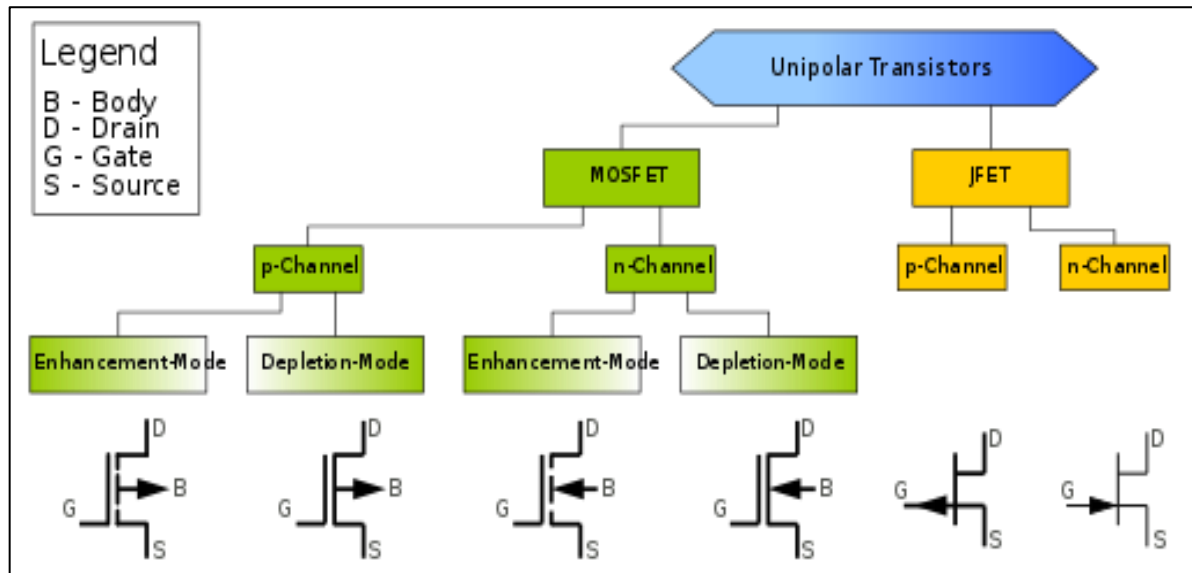 Legend
B - Body
D - Drain
G - Gate
S - Source
Unipolar Transistors
MOSFET
JFET
p-Channel
n-Channel
p-Channel
n-Channel
Enhancement-Mode
Depletion-Mode
Enhancement-Mode
Depletion-Mode
D
B
G
S
D
B
G
S
D
B
G
S
D
B
G
S
D
G
S
D
G
S